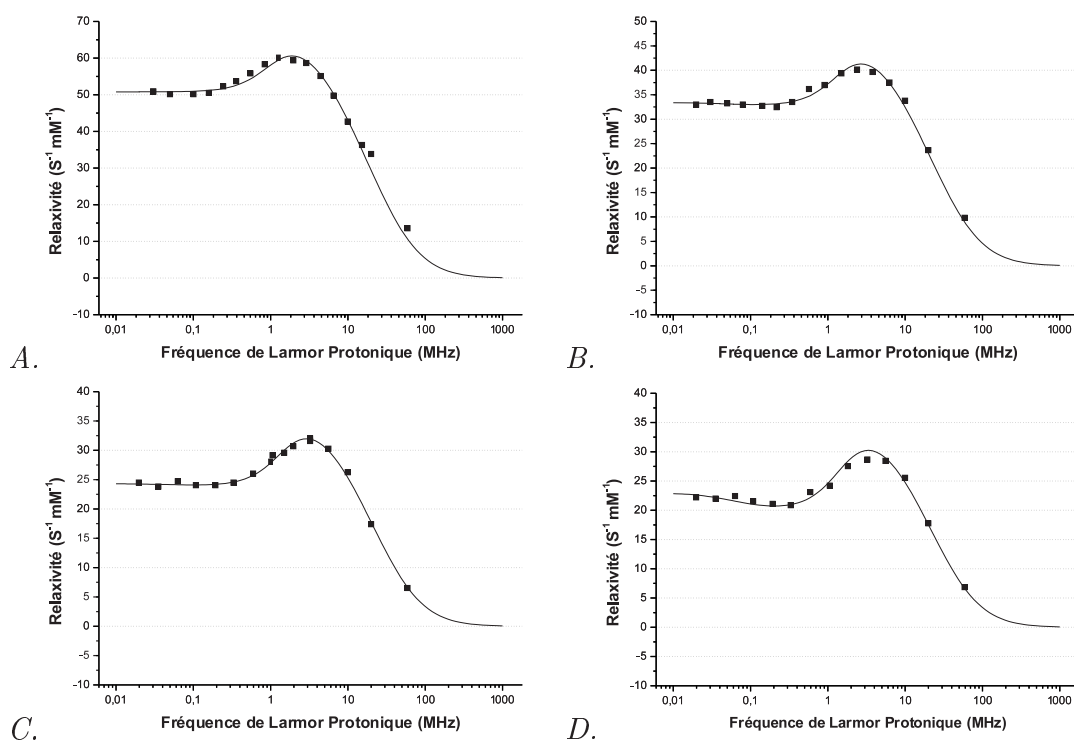 70
60
50
40
30
20
10
0
–10
Relaxivité (S⁻¹ mM⁻¹)
0,01 0,1 1 10 100 1000
Fréquence de Larmor Protonique (MHz)
A.
50
45
40
35
30
25
20
15
10
5
0
–5
–10
Relaxivité (S⁻¹ mM⁻¹)
0,01 0,1 1 10 100 1000
Fréquence de Larmor Protonique (MHz)
B.
40
35
30
25
20
15
10
5
0
–5
–10
Relaxivité (S⁻¹ mM⁻¹)
0,01 0,1 1 10 100 1000
Fréquence de Larmor Protonique (MHz)
C.
40
35
30
25
20
15
10
5
0
–5
–10
Relaxivité (S⁻¹ mM⁻¹)
0,01 0,1 1 10 100 1000
Fréquence de Larmor Protonique (MHz)
D.